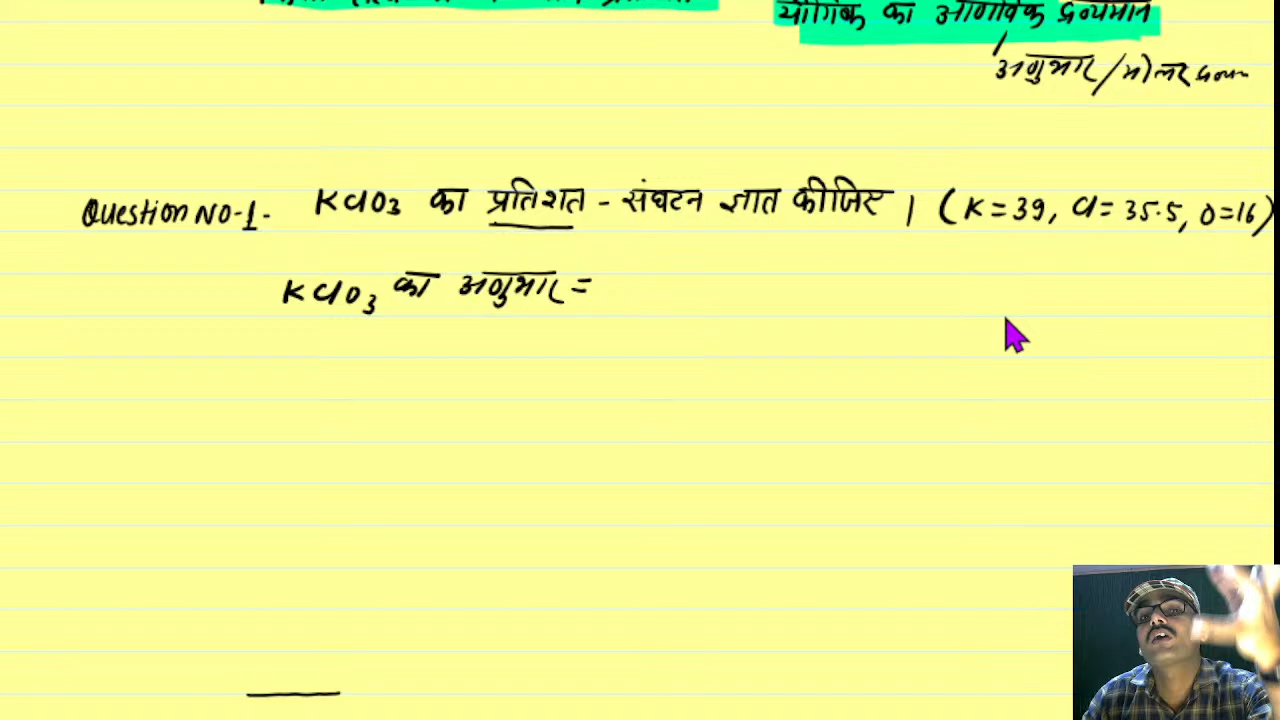 यौगिक का आणविक द्रव्यमान
अणुभार/मोलर
Question NO-1. KClO3 का प्रतिशत - संघटन ज्ञात कीजिए । (K=39, Cl=35.5, O=16)
KClO3 का अणुभार =